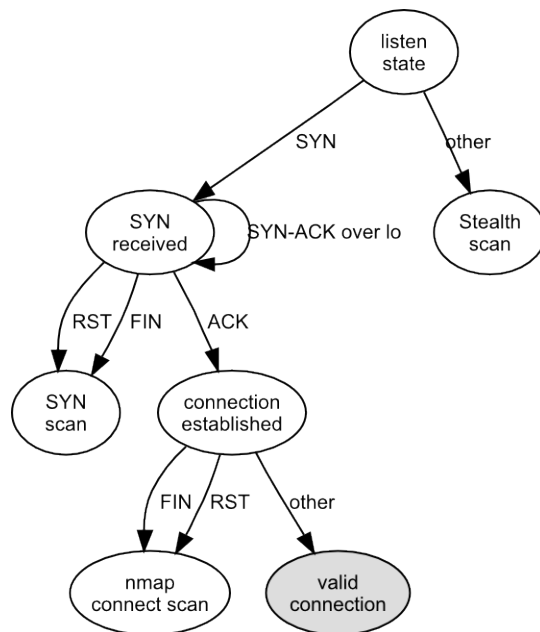 listen
state
SYN
other
SYN
received
SYN-ACK over lo
Stealth
scan
RST
FIN
ACK
SYN
scan
connection
established
FIN
RST
other
nmap
connect scan
valid
connection